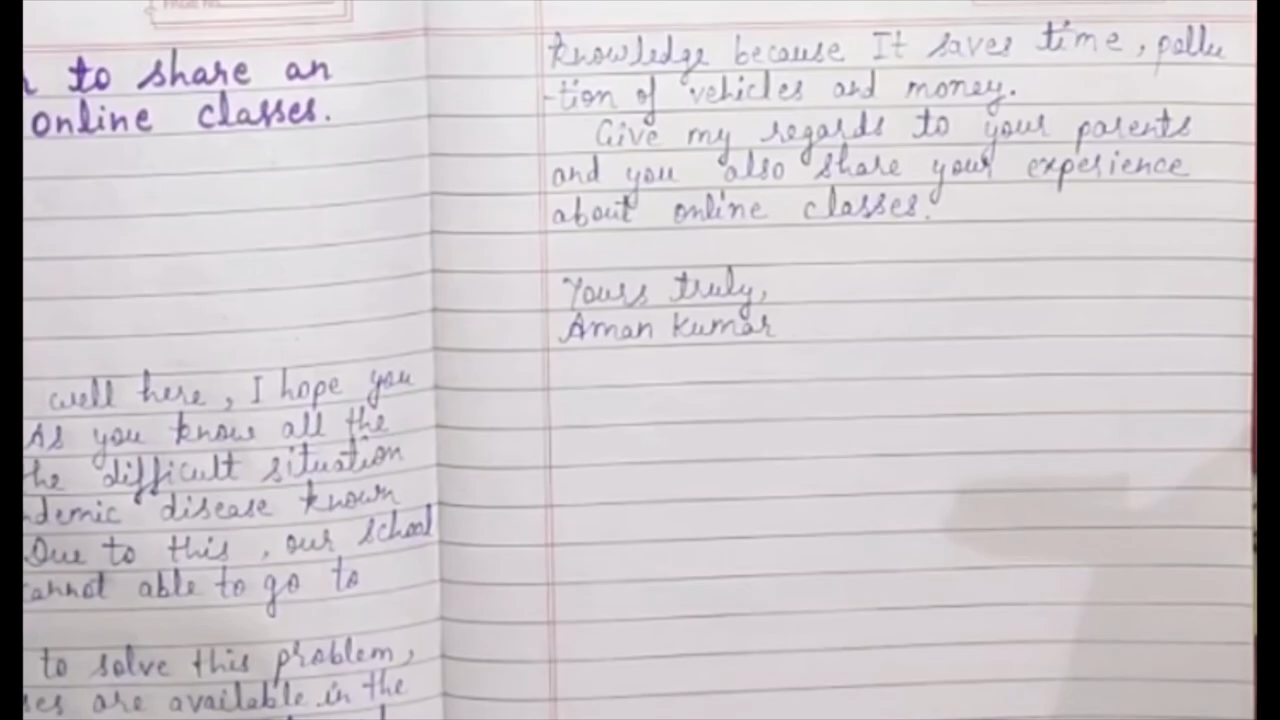 PAGE NO.
to share an
online classes.
well here, I hope you
As you know all the
the difficult situation
demic disease known
Due to this, our school
cannot able to go to
to solve this problem,
ses are available in the
knowledge because It saves time, pollu
-tion of vehicles and money.
Give my regards to your parents
and you also share your experience
about online classes.
Yours truly,
Aman Kumar